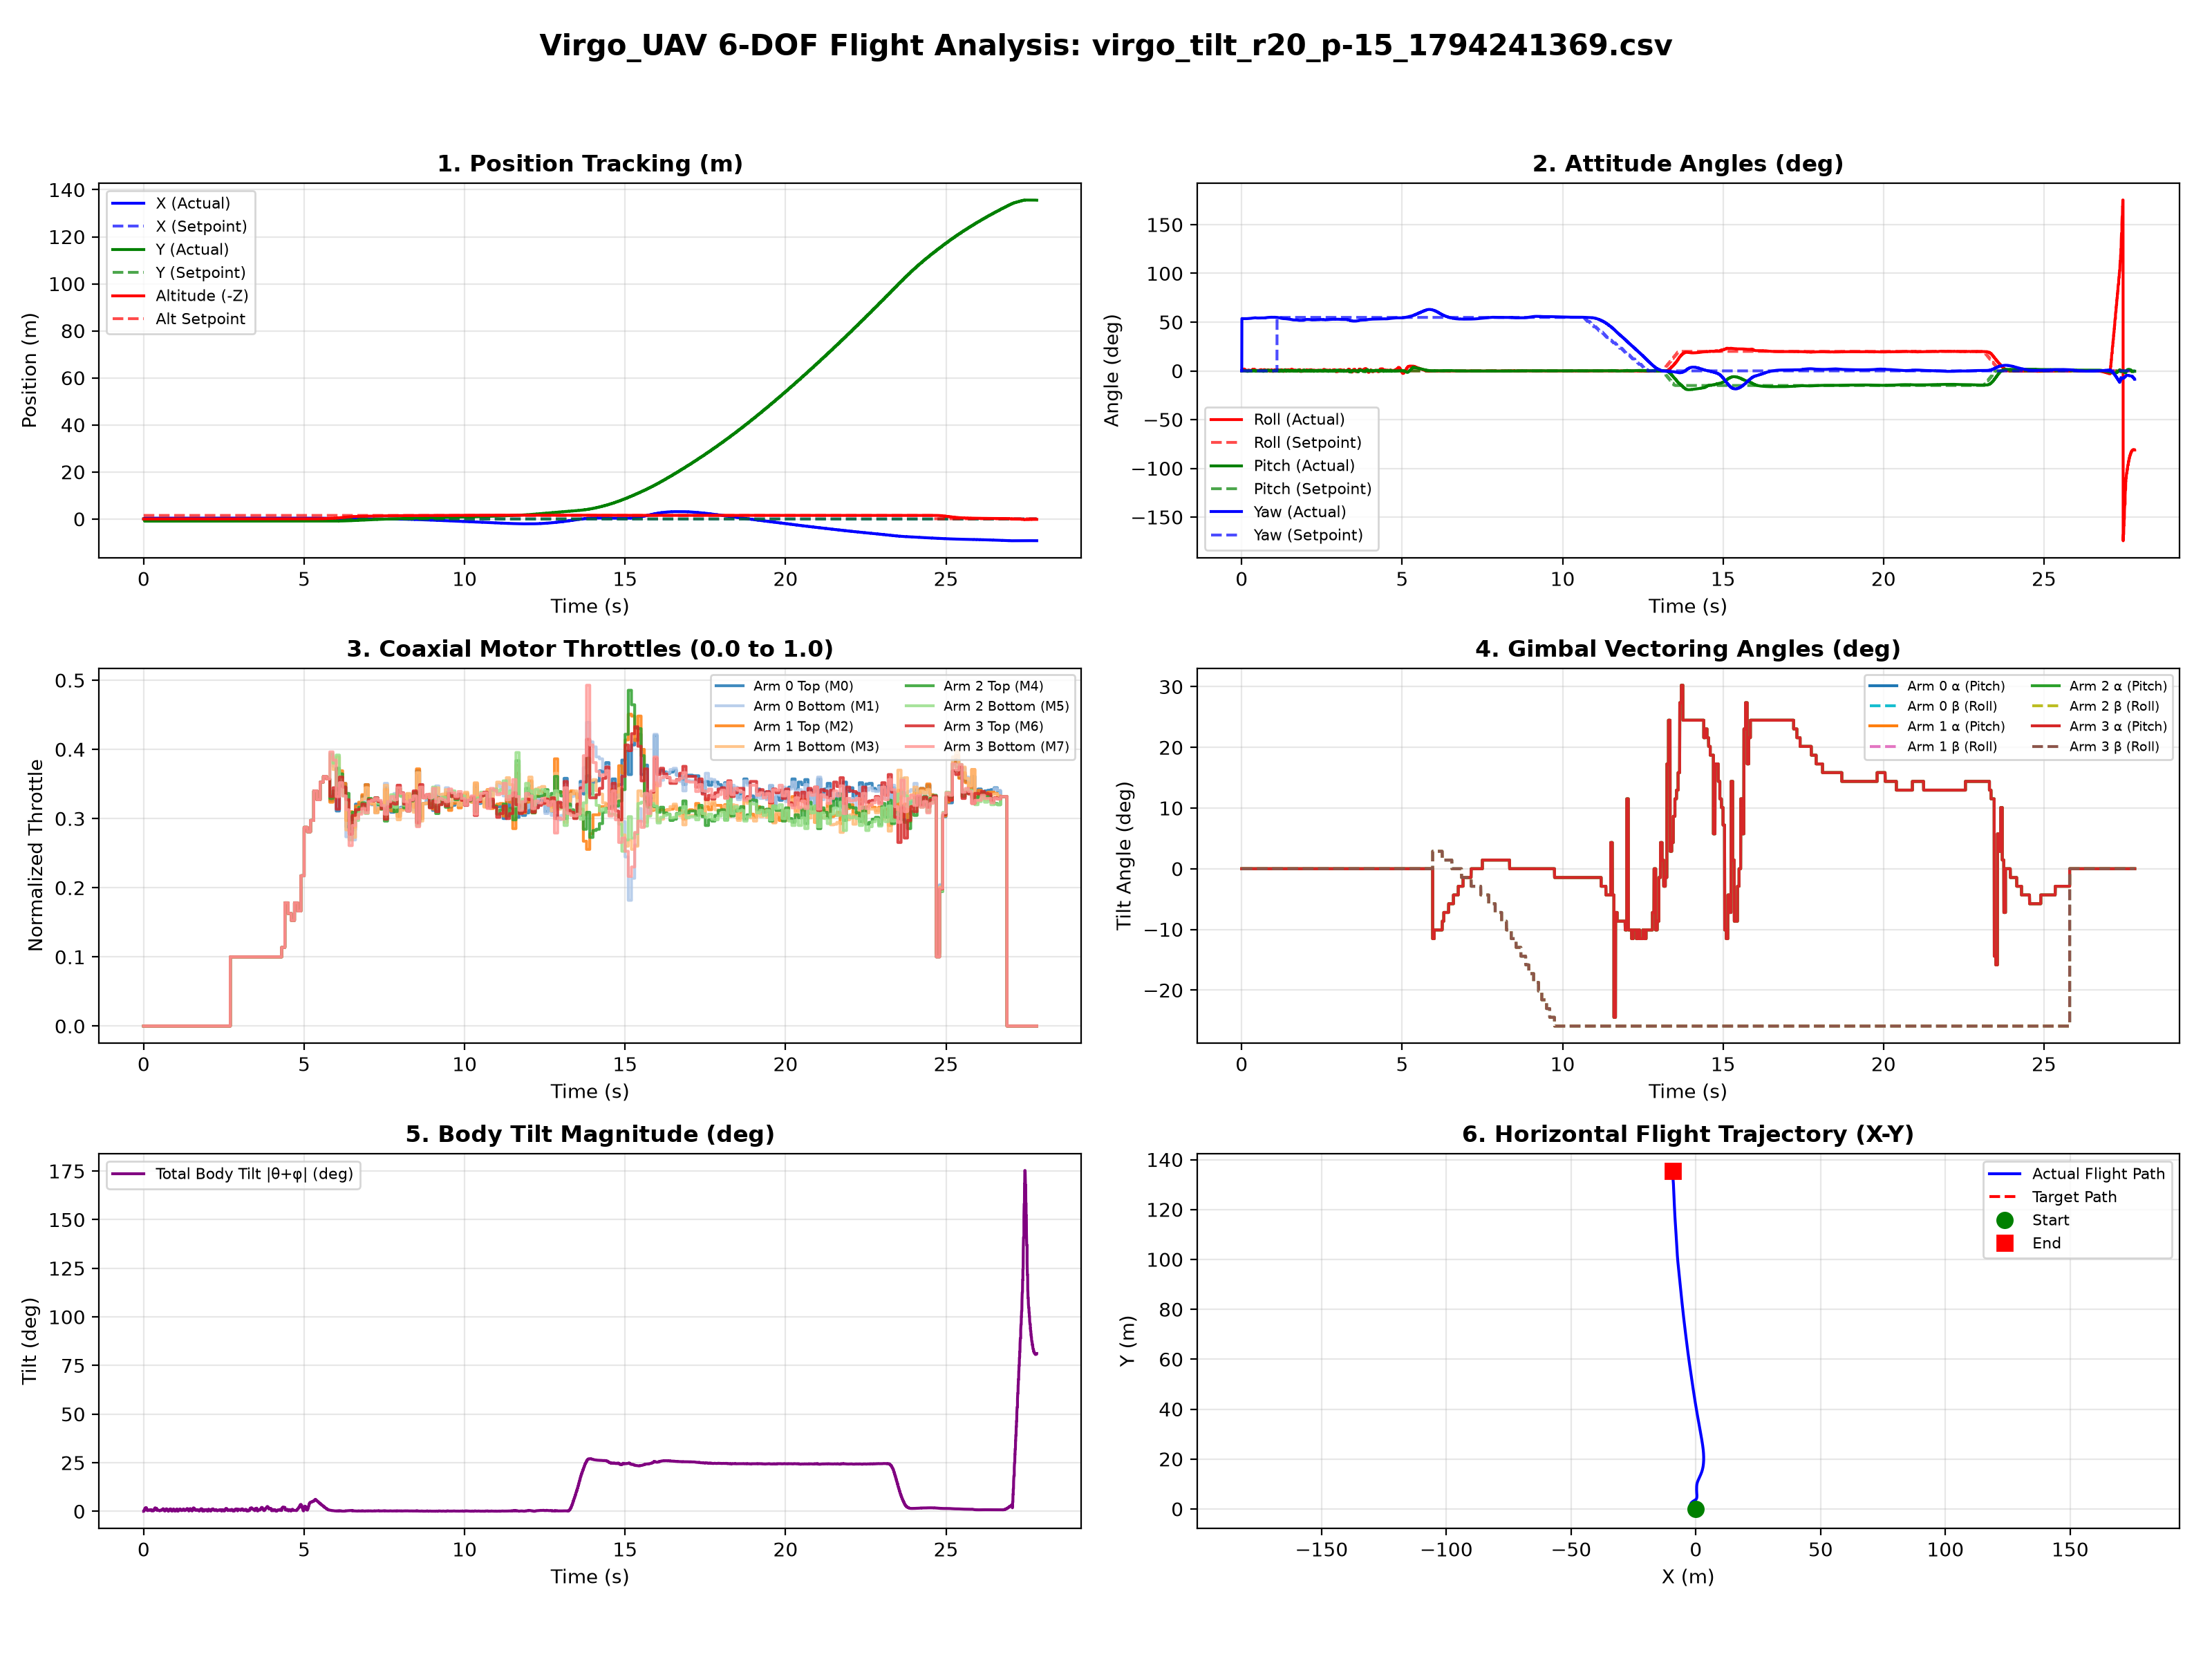 Virgo_UAV 6-DOF Flight Analysis: virgo_tilt_r20_p-15_1794241369.csv
1. Position Tracking (m)
Position (m)
140
120
100
80
60
40
20
0
X (Actual)
X (Setpoint)
Y (Actual)
Y (Setpoint)
Altitude (-Z)
Alt Setpoint
0 5 10 15 20 25
Time (s)
2. Attitude Angles (deg)
Angle (deg)
150
100
50
0
−50
−100
−150
Roll (Actual)
Roll (Setpoint)
Pitch (Actual)
Pitch (Setpoint)
Yaw (Actual)
Yaw (Setpoint)
0 5 10 15 20 25
Time (s)
3. Coaxial Motor Throttles (0.0 to 1.0)
Normalized Throttle
0.5
0.4
0.3
0.2
0.1
0.0
Arm 0 Top (M0)
Arm 0 Bottom (M1)
Arm 1 Top (M2)
Arm 1 Bottom (M3)
Arm 2 Top (M4)
Arm 2 Bottom (M5)
Arm 3 Top (M6)
Arm 3 Bottom (M7)
0 5 10 15 20 25
Time (s)
4. Gimbal Vectoring Angles (deg)
Tilt Angle (deg)
30
20
10
0
−10
−20
Arm 0 α (Pitch)
Arm 0 β (Roll)
Arm 1 α (Pitch)
Arm 1 β (Roll)
Arm 2 α (Pitch)
Arm 2 β (Roll)
Arm 3 α (Pitch)
Arm 3 β (Roll)
0 5 10 15 20 25
Time (s)
5. Body Tilt Magnitude (deg)
Tilt (deg)
175
150
125
100
75
50
25
0
Total Body Tilt |θ+φ| (deg)
0 5 10 15 20 25
Time (s)
6. Horizontal Flight Trajectory (X-Y)
Y (m)
140
120
100
80
60
40
20
0
Actual Flight Path
Target Path
Start
End
−150 −100 −50 0 50 100 150
X (m)